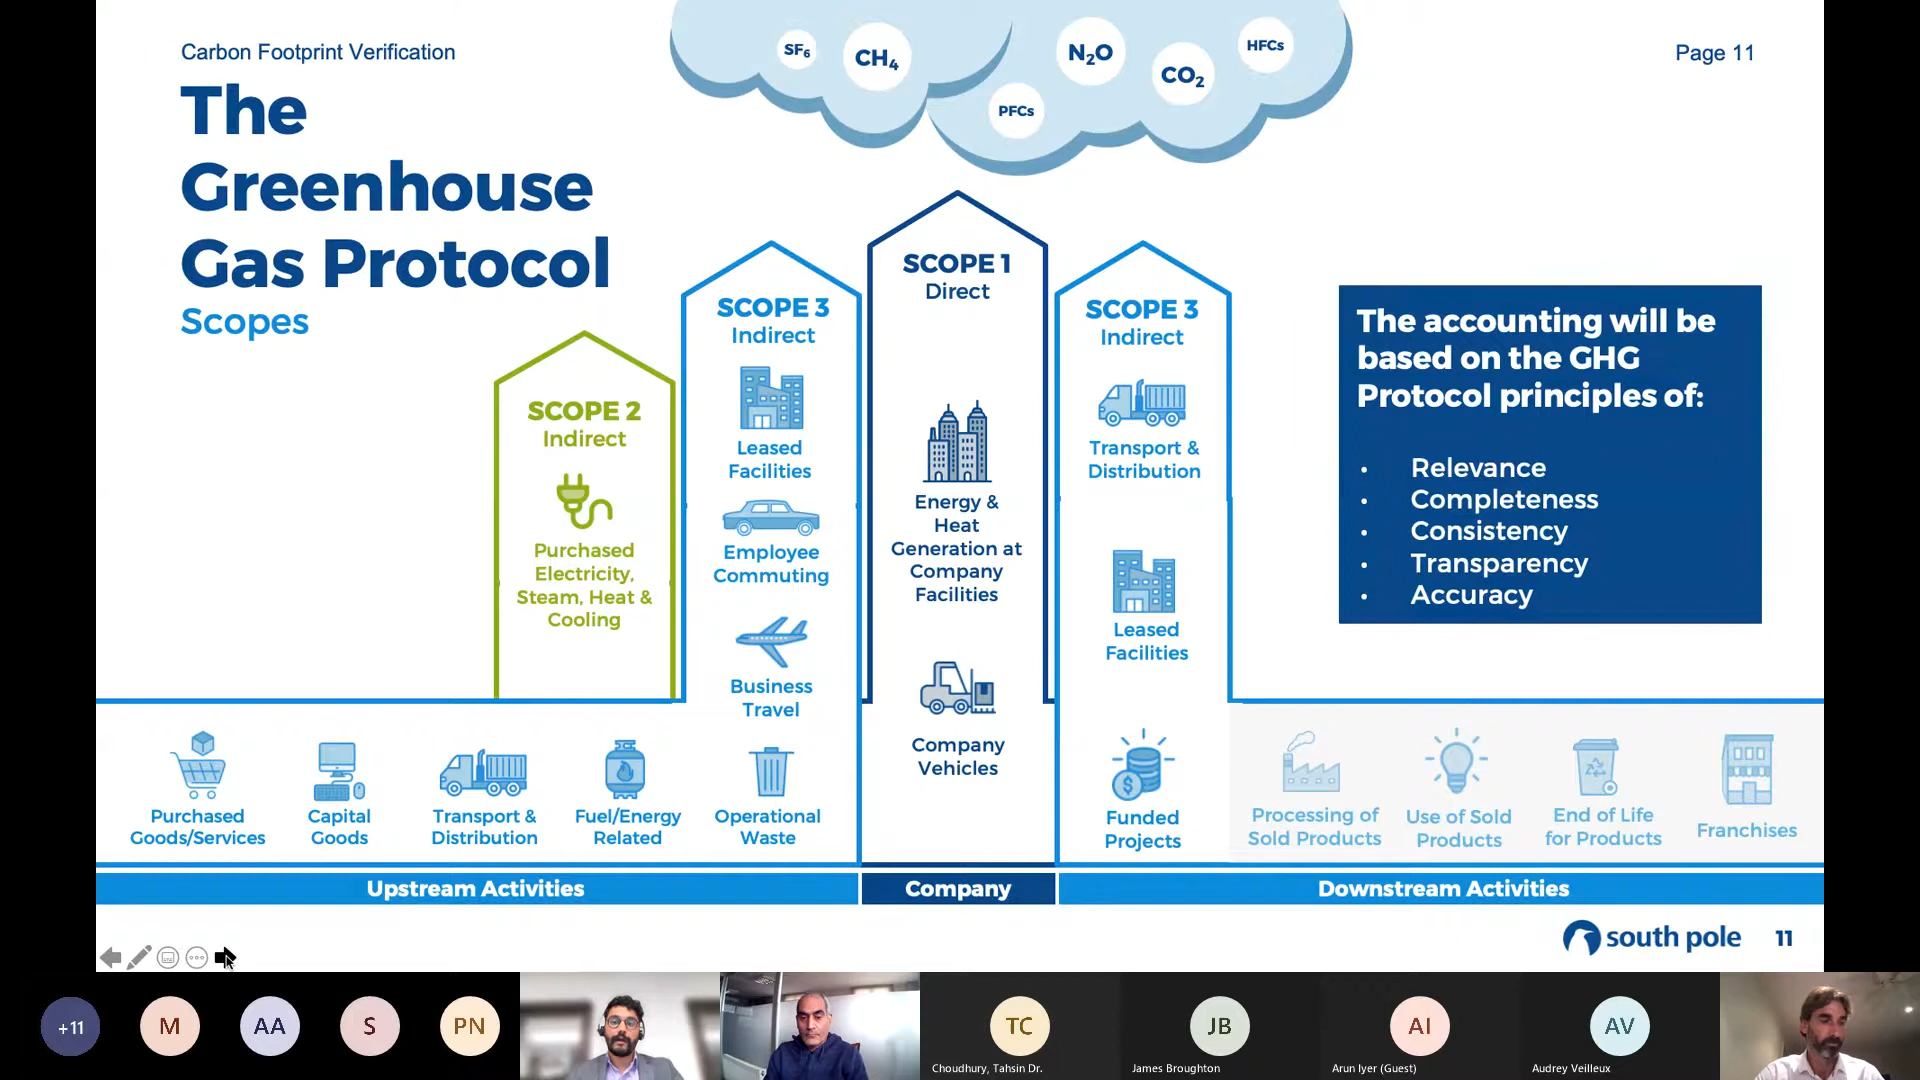 Carbon Footprint Verification
Page 11
The
Greenhouse
Gas Protocol
Scopes
SF6
CH4
PFCs
N2O
CO2
HFCs
SCOPE 2
Indirect
Purchased
Electricity,
Steam, Heat &
Cooling
SCOPE 3
Indirect
Leased
Facilities
Employee
Commuting
Business
Travel
SCOPE 1
Direct
Energy &
Heat
Generation at
Company
Facilities
Company
Vehicles
SCOPE 3
Indirect
Transport &
Distribution
Leased
Facilities
The accounting will be
based on the GHG
Protocol principles of:
• Relevance
• Completeness
• Consistency
• Transparency
• Accuracy
Purchased
Goods/Services
Capital
Goods
Transport &
Distribution
Fuel/Energy
Related
Operational
Waste
Funded
Projects
Processing of
Sold Products
Use of Sold
Products
End of Life
for Products
Franchises
Upstream Activities
Company
Downstream Activities
south pole
11
+11
M
AA
S
PN
TC
Choudhury, Tahsin Dr.
JB
James Broughton
AI
Arun Iyer (Guest)
AV
Audrey Veilleux